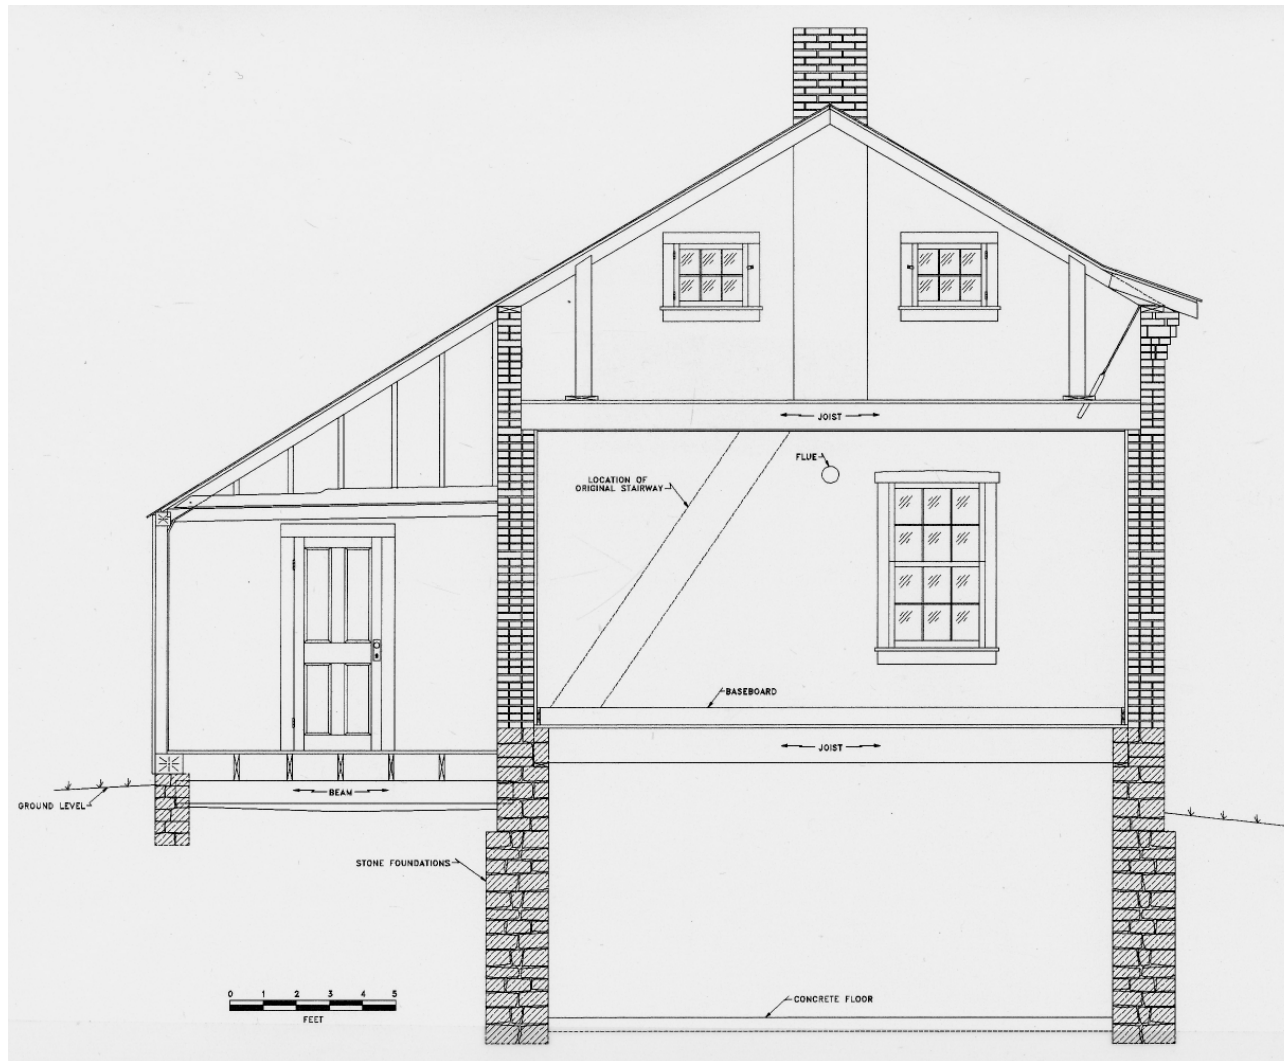 JOIST
FLUE
LOCATION OF
ORIGINAL STAIRWAY
BASEBOARD
JOIST
BEAM
GROUND LEVEL
STONE FOUNDATIONS
CONCRETE FLOOR
0 1 2 3 4 5
FEET